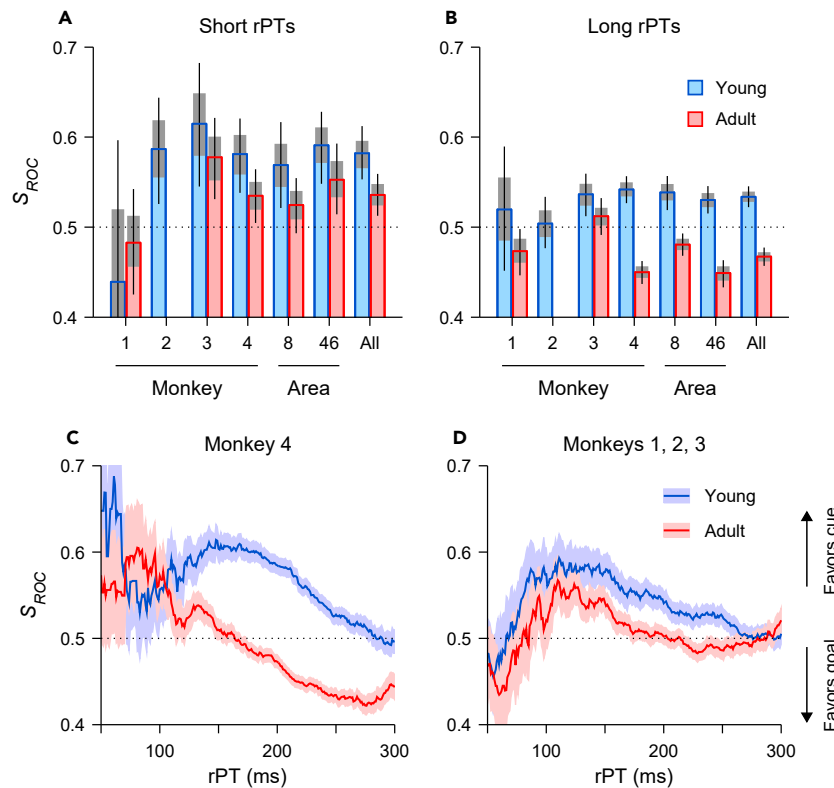 A
Short rPTs
B
Long rPTs
0.7
0.6
0.5
0.4
S_ROC
1 2 3 4 8 46 All
Monkey Area
0.7
0.6
0.5
0.4
Young
Adult
1 2 3 4 8 46 All
Monkey Area
C
Monkey 4
D
Monkeys 1, 2, 3
0.7
0.6
0.5
0.4
S_ROC
100 200 300
rPT (ms)
0.7
0.6
0.5
0.4
Young
Adult
100 200 300
rPT (ms)
Favors cue
Favors goal